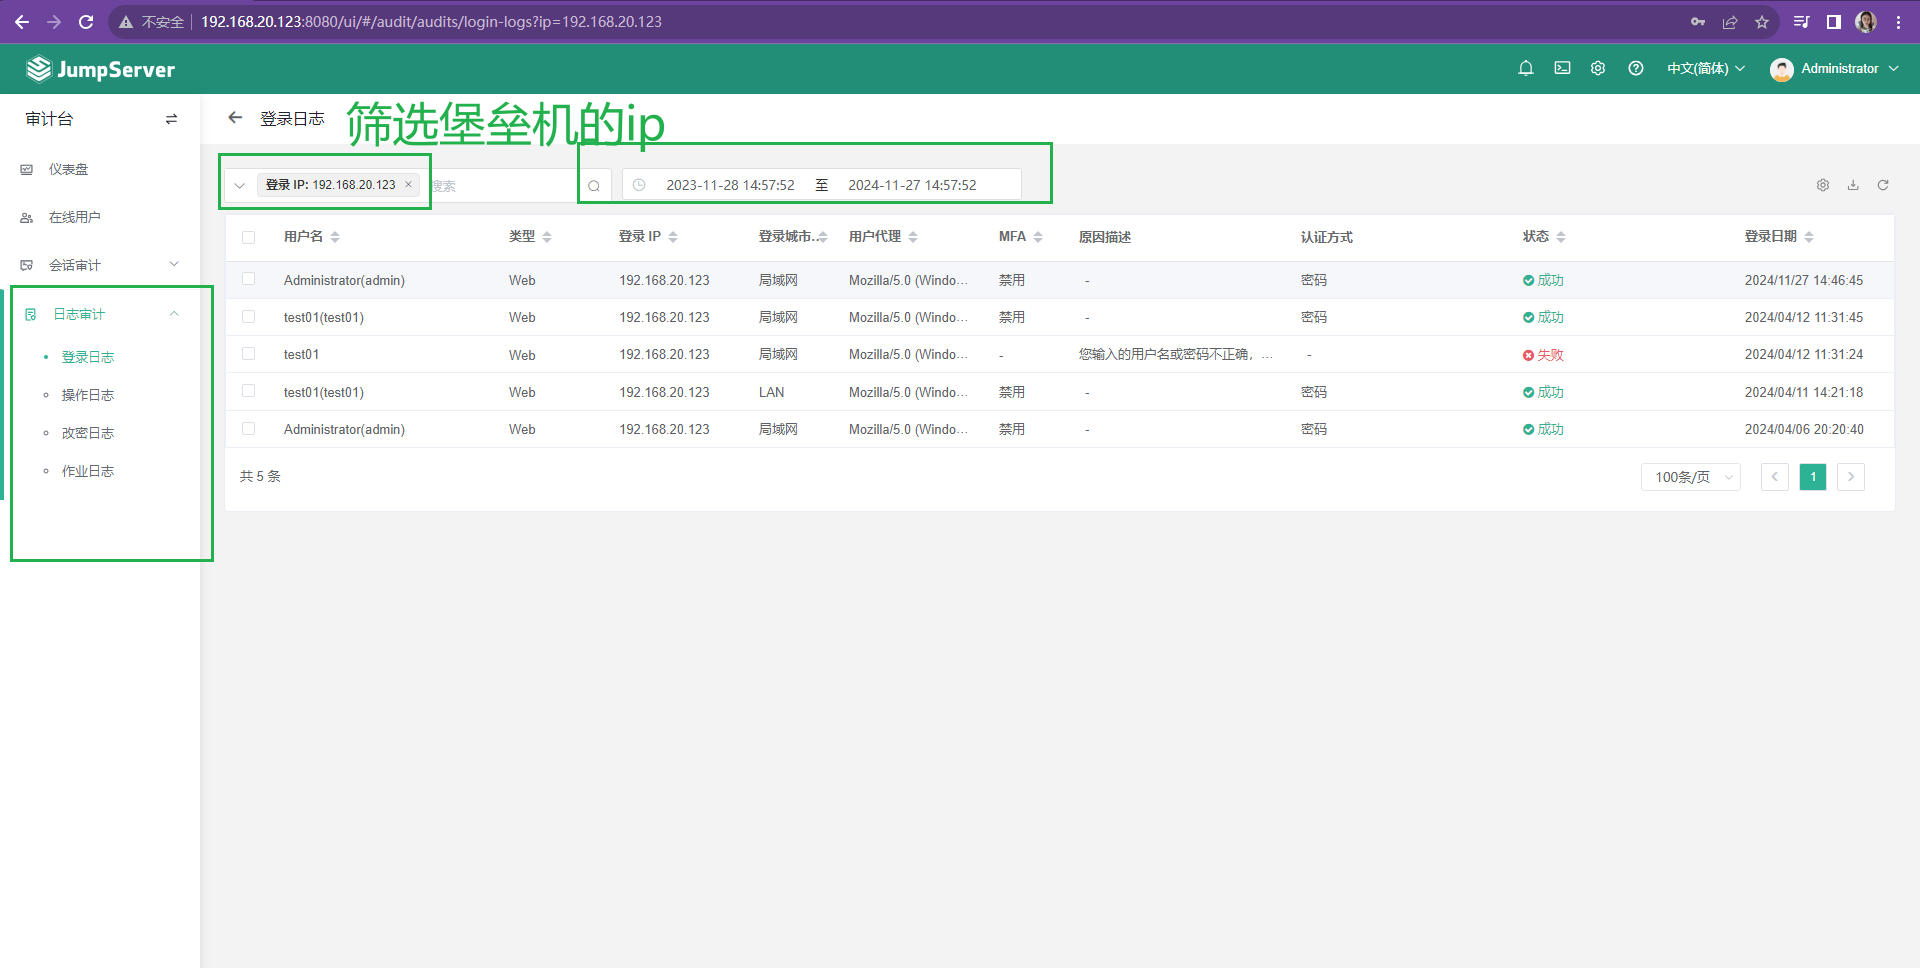 不安全 192.168.20.123:8080/ui/#/audit/audits/login-logs?ip=192.168.20.123
JumpServer 中文(简体) Administrator
审计台
登录日志 筛选堡垒机的ip
仪表盘
在线用户
会话审计
日志审计
登录日志
操作日志
改密日志
作业日志
登录 IP: 192.168.20.123 × 搜索 2023-11-28 14:57:52 至 2024-11-27 14:57:52
用户名 类型 登录 IP 登录城市... 用户代理 MFA 原因描述 认证方式 状态 登录日期
Administrator(admin) Web 192.168.20.123 局域网 Mozilla/5.0 (Windo... 禁用 - 密码 成功 2024/11/27 14:46:45
test01(test01) Web 192.168.20.123 局域网 Mozilla/5.0 (Windo... 禁用 - 密码 成功 2024/04/12 11:31:45
test01 Web 192.168.20.123 局域网 Mozilla/5.0 (Windo... - 您输入的用户名或密码不正确，... - 失败 2024/04/12 11:31:24
test01(test01) Web 192.168.20.123 LAN Mozilla/5.0 (Windo... 禁用 - 密码 成功 2024/04/11 14:21:18
Administrator(admin) Web 192.168.20.123 局域网 Mozilla/5.0 (Windo... 禁用 - 密码 成功 2024/04/06 20:20:40
共 5 条 100条/页 1